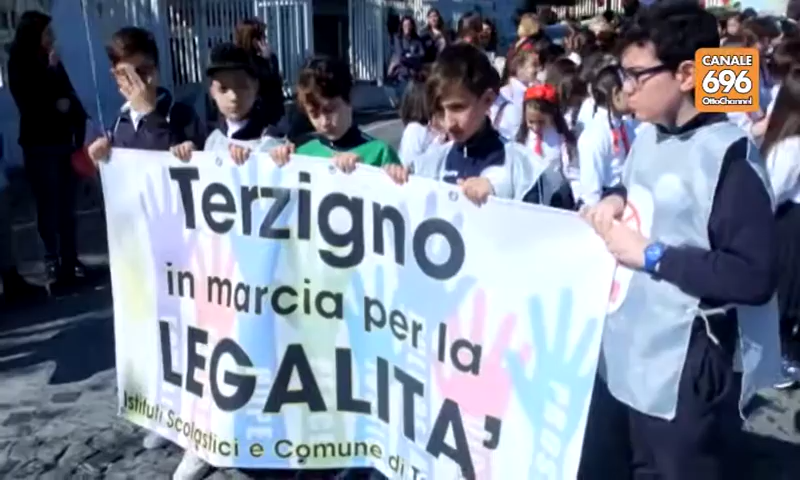 CANALE
696
OttoChannel
Terzigno
in marcia per la
LEGALITA'
Istituti Scolastici e Comune di